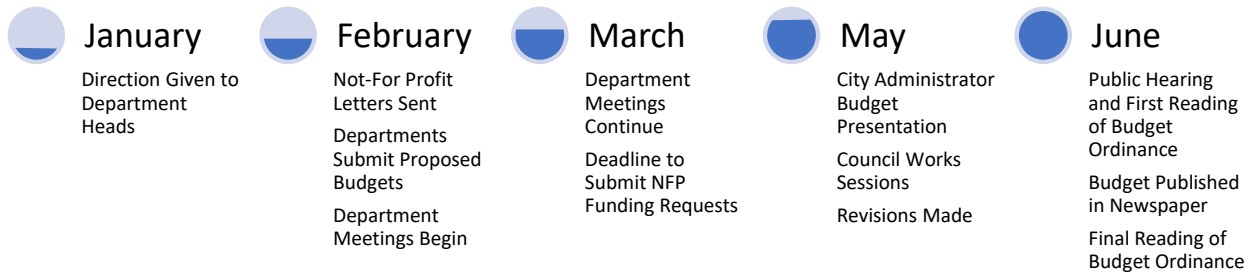 January
Direction Given to
Department
Heads
February
Not-For Profit
Letters Sent
Departments
Submit Proposed
Budgets
Department
Meetings Begin
March
Department
Meetings
Continue
Deadline to
Submit NFP
Funding Requests
May
City Administrator
Budget
Presentation
Council Works
Sessions
Revisions Made
June
Public Hearing
and First Reading
of Budget
Ordinance
Budget Published
in Newspaper
Final Reading of
Budget Ordinance